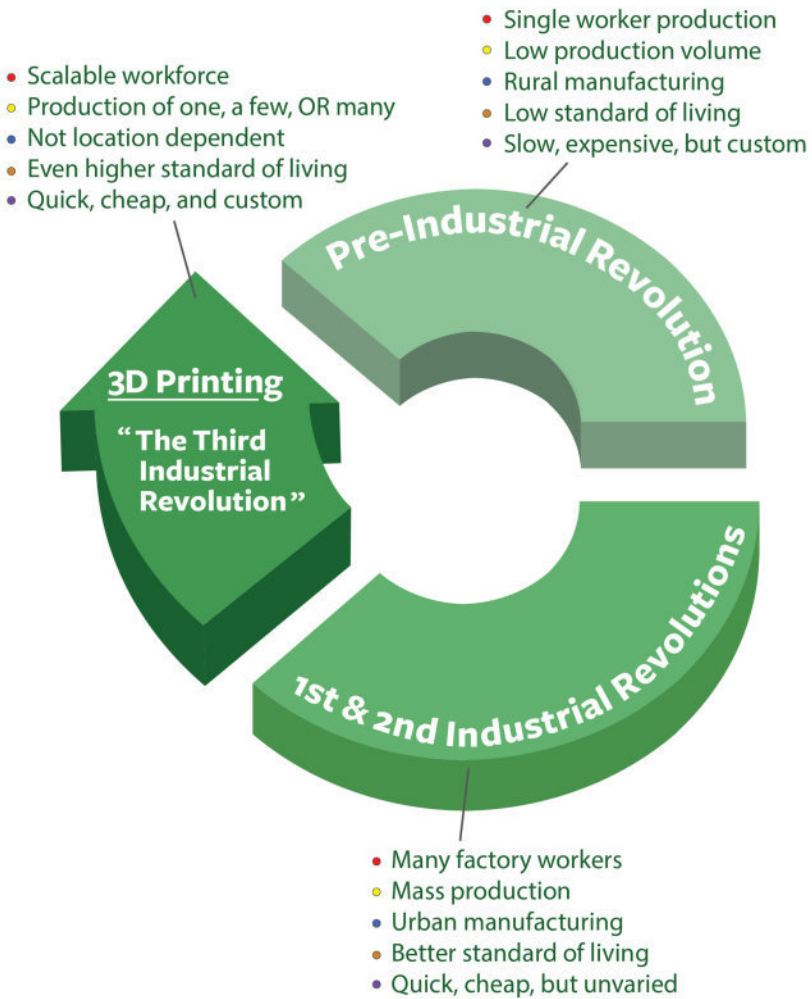 • Single worker production
• Low production volume
• Rural manufacturing
• Low standard of living
• Slow, expensive, but custom
• Scalable workforce
• Production of one, a few, OR many
• Not location dependent
• Even higher standard of living
• Quick, cheap, and custom
Pre-Industrial Revolution
3D Printing
“The Third
Industrial
Revolution”
1st & 2nd Industrial Revolutions
• Many factory workers
• Mass production
• Urban manufacturing
• Better standard of living
• Quick, cheap, but unvaried